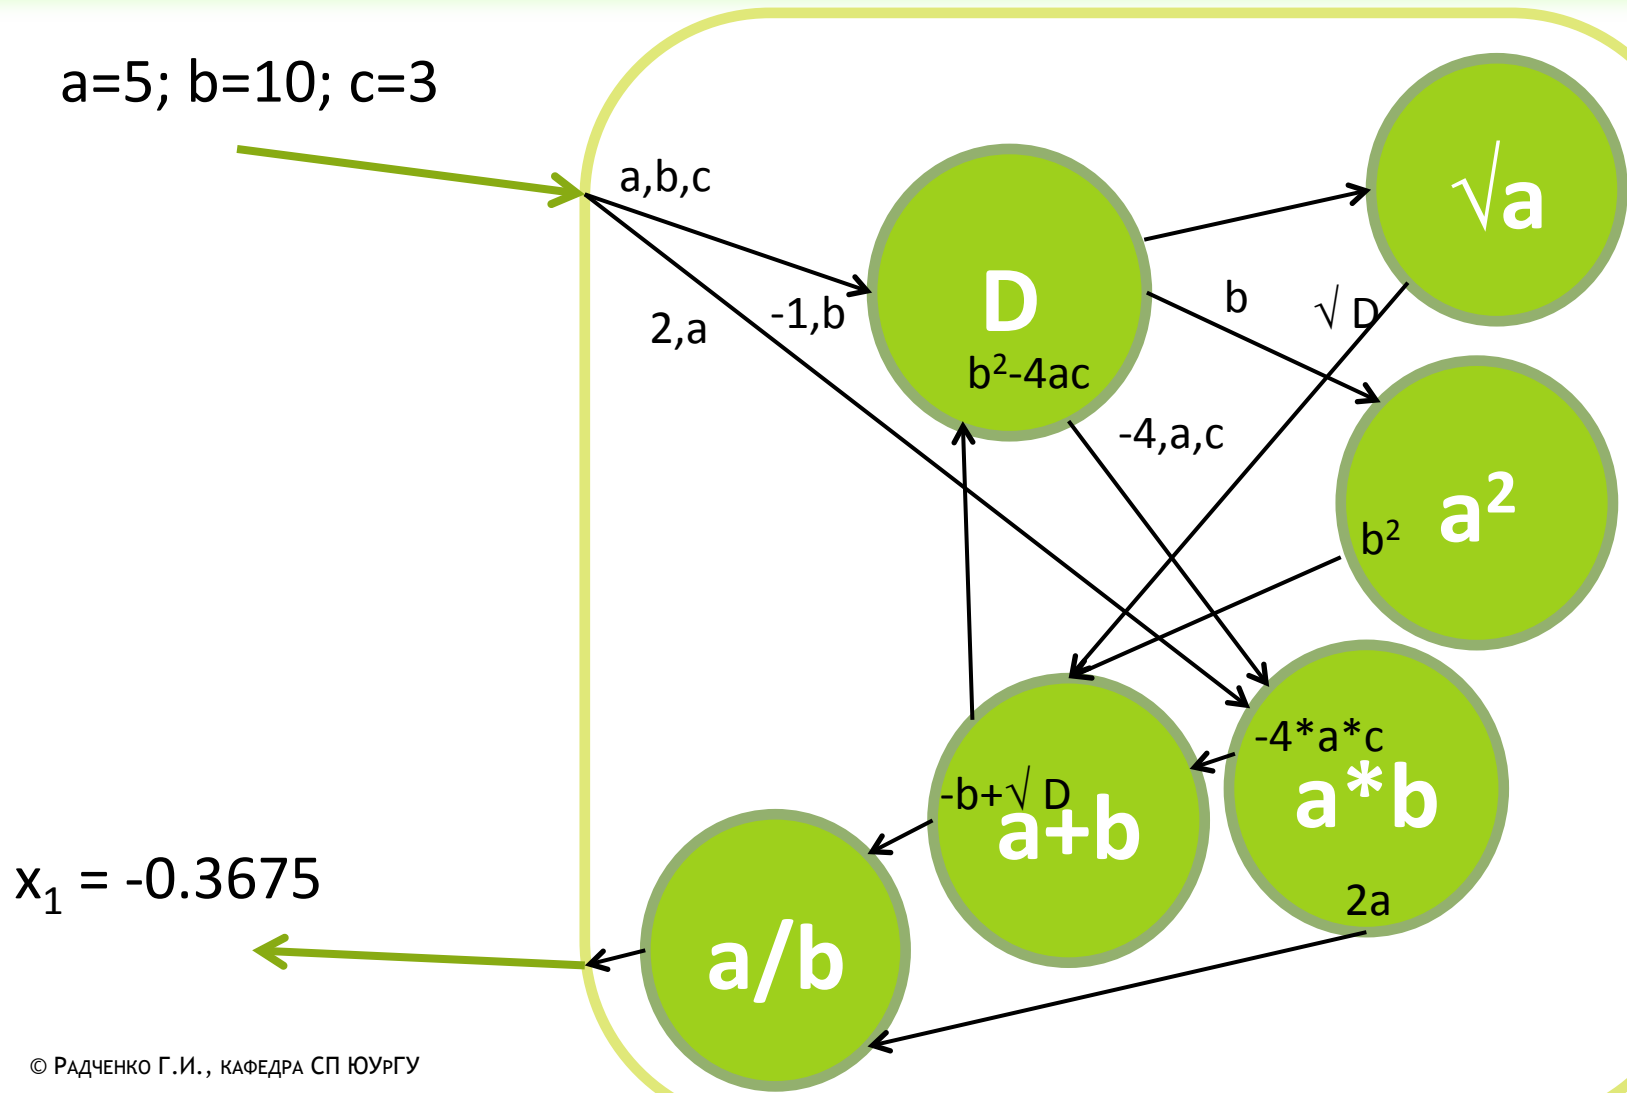 a=5; b=10; c=3
a,b,c
√a
D
b²-4ac
2,a
-1,b
b
√ D
-4,a,c
a²
b²
-4*a*c
a*b
2a
-b+√ D
a+b
x₁ = -0.3675
a/b
© Радченко Г.И., кафедра СП ЮУрГУ